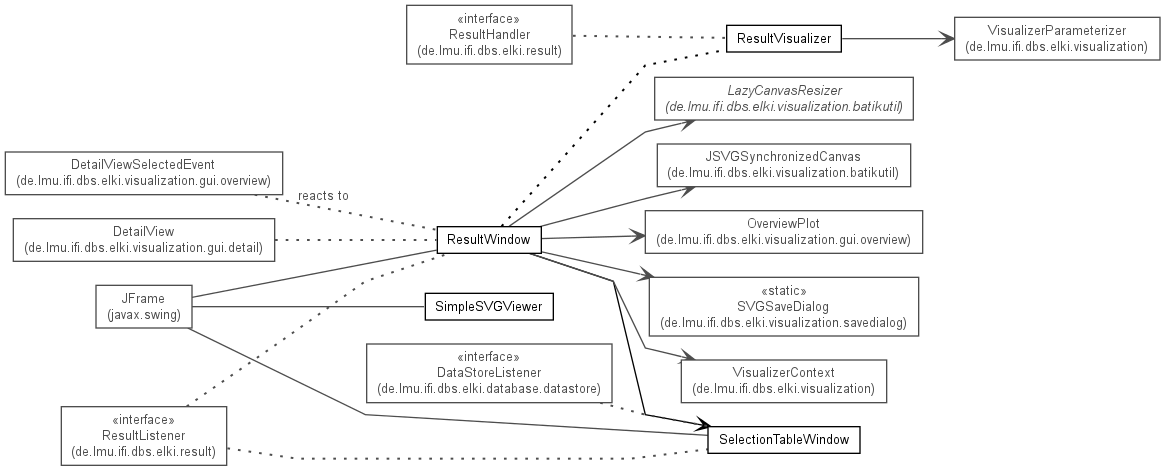 «interface»
ResultHandler
(de.lmu.ifi.dbs.elki.result)
ResultVisualizer
VisualizerParameterizer
(de.lmu.ifi.dbs.elki.visualization)
LazyCanvasResizer
(de.lmu.ifi.dbs.elki.visualization.batikutil)
JSVGSynchronizedCanvas
(de.lmu.ifi.dbs.elki.visualization.batikutil)
DetailViewSelectedEvent
(de.lmu.ifi.dbs.elki.visualization.gui.overview)
reacts to
DetailView
(de.lmu.ifi.dbs.elki.visualization.gui.detail)
ResultWindow
OverviewPlot
(de.lmu.ifi.dbs.elki.visualization.gui.overview)
JFrame
(javax.swing)
SimpleSVGViewer
«static»
SVGSaveDialog
(de.lmu.ifi.dbs.elki.visualization.savedialog)
«interface»
DataStoreListener
(de.lmu.ifi.dbs.elki.database.datastore)
VisualizerContext
(de.lmu.ifi.dbs.elki.visualization)
«interface»
ResultListener
(de.lmu.ifi.dbs.elki.result)
SelectionTableWindow